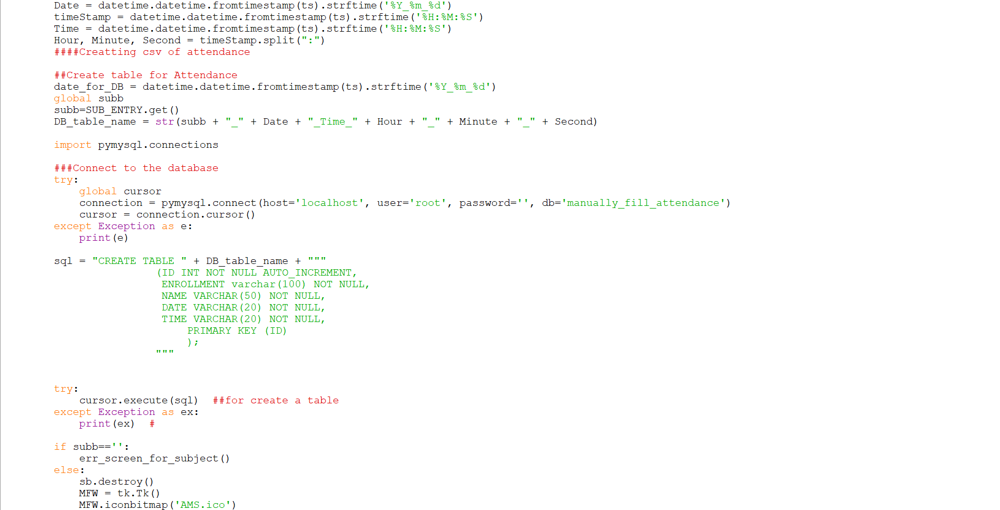 Date = datetime.datetime.fromtimestamp(ts).strftime('%Y_%m_%d')
timeStamp = datetime.datetime.fromtimestamp(ts).strftime('%H:%M:%S')
Time = datetime.datetime.fromtimestamp(ts).strftime('%H:%M:%S')
Hour, Minute, Second = timeStamp.split(":")
####Creatting csv of attendance

##Create table for Attendance
date_for_DB = datetime.datetime.fromtimestamp(ts).strftime('%Y_%m_%d')
global subb
subb=SUB_ENTRY.get()
DB_table_name = str(subb + "_" + Date + "_Time_" + Hour + "_" + Minute + "_" + Second)

import pymysql.connections

###Connect to the database
try:
    global cursor
    connection = pymysql.connect(host='localhost', user='root', password='', db='manually_fill_attendance')
    cursor = connection.cursor()
except Exception as e:
    print(e)

sql = "CREATE TABLE " + DB_table_name + """
                (ID INT NOT NULL AUTO_INCREMENT,
                 ENROLLMENT varchar(100) NOT NULL,
                 NAME VARCHAR(50) NOT NULL,
                 DATE VARCHAR(20) NOT NULL,
                 TIME VARCHAR(20) NOT NULL,
                     PRIMARY KEY (ID)
                     );
                """


try:
    cursor.execute(sql)  ##for create a table
except Exception as ex:
    print(ex)  #

if subb=='':
    err_screen_for_subject()
else:
    sb.destroy()
    MFW = tk.Tk()
    MFW.iconbitmap('AMS.ico')